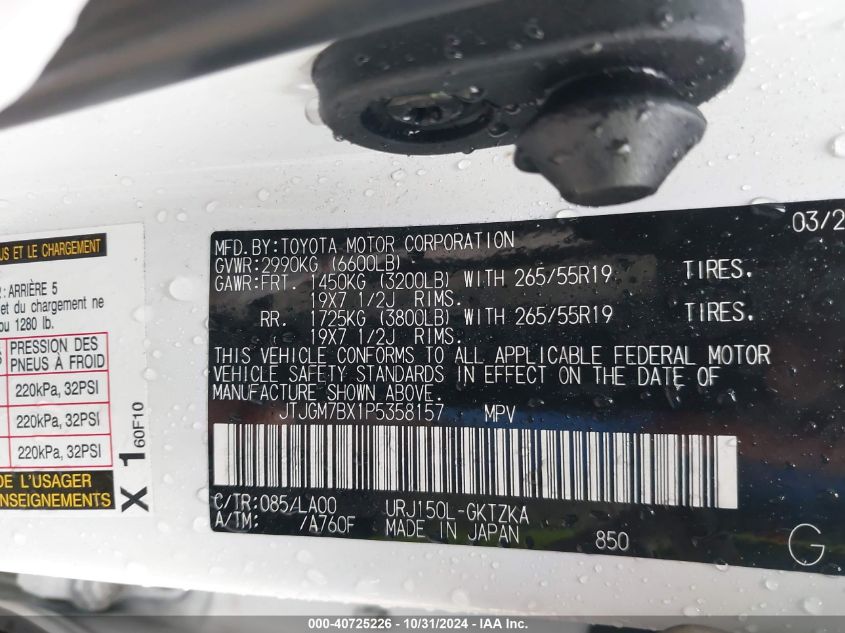 US ET LE CHARGEMENT
: ARRIÈRE 5
et du chargement ne
ou 1280 lb.
PRESSION DES
PNEUS À FROID
220kPa, 32PSI
220kPa, 32PSI
220kPa, 32PSI
DE L'USAGER
ENSEIGNEMENTS
X 1 60F10
MFD. BY: TOYOTA MOTOR CORPORATION 03/2
GVWR: 2990KG (6600LB)
GAWR: FRT. 1450KG (3200LB) WITH 265/55R19 TIRES.
19X7 1/2J RIMS.
RR. 1725KG (3800LB) WITH 265/55R19 TIRES.
19X7 1/2J RIMS.
THIS VEHICLE CONFORMS TO ALL APPLICABLE FEDERAL MOTOR
VEHICLE SAFETY STANDARDS IN EFFECT ON THE DATE OF
MANUFACTURE SHOWN ABOVE.
JTJGM7BX1P5358157 MPV
C/TR: 085/LA00 URJ150L-GKTZKA
A/TM: /A760F MADE IN JAPAN 850 G
000-40725226 - 10/31/2024 - IAA Inc.